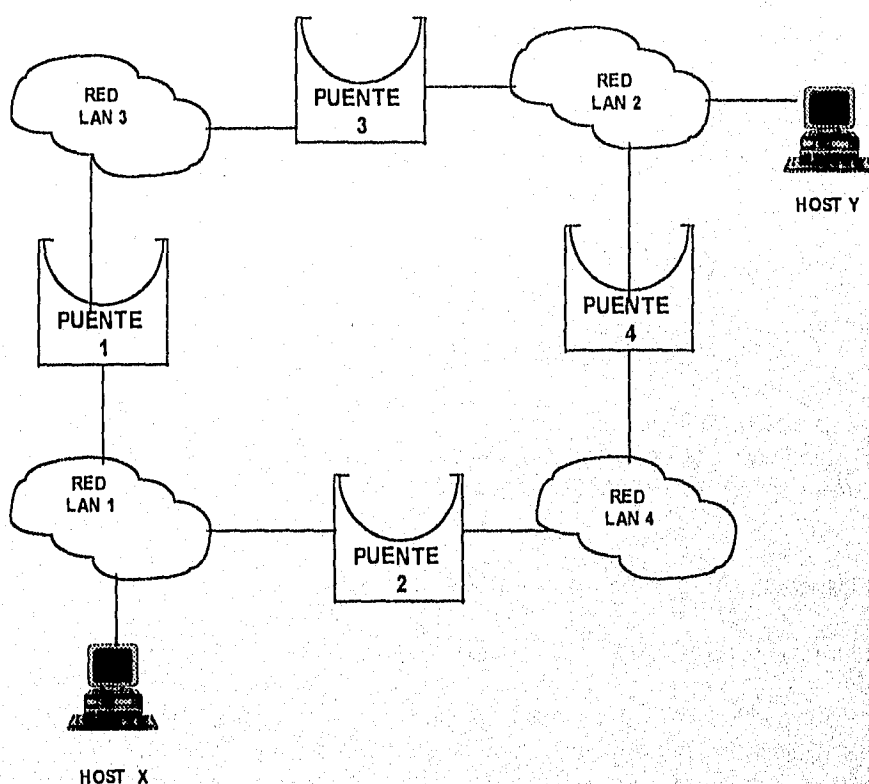 RED
LAN 3
PUENTE
3
RED
LAN 2
HOST Y
PUENTE
1
PUENTE
4
RED
LAN 1
PUENTE
2
RED
LAN 4
HOST X